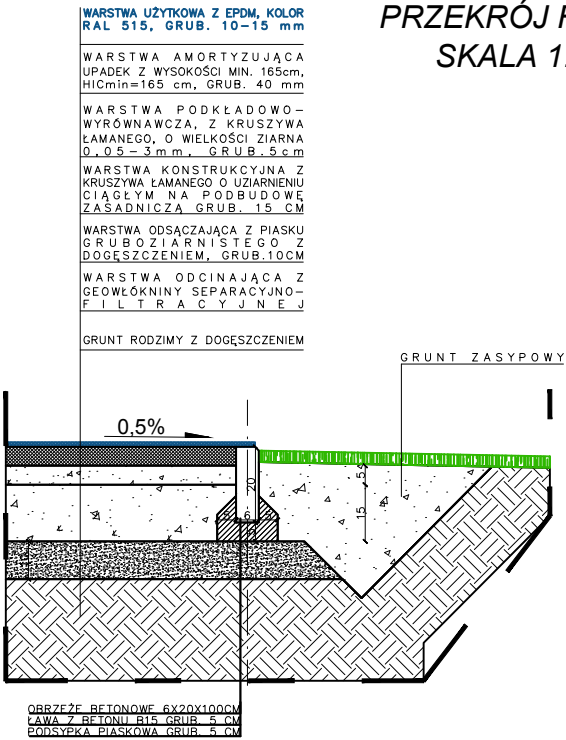 WARSTWA UŻYTKOWA Z EPDM, KOLOR
RAL 515, GRUB. 10-15 mm
WARSTWA AMORTYZUJĄCA
UPADEK Z WYSOKOŚCI MIN. 165cm,
HICmin=165 cm, GRUB. 40 mm
WARSTWA PODKŁADOWO-
WYRÓWNAWCZA, Z KRUSZYWA
ŁAMANEGO, O WIELKOŚCI ZIARNA
0,05-3mm, GRUB.5cm
WARSTWA KONSTRUKCYJNA Z
KRUSZYWA ŁAMANEGO O UZIARNIENIU
CIĄGŁYM NA PODBUDOWĘ
ZASADNICZĄ GRUB. 15 CM
WARSTWA ODSĄCZAJĄCA Z PIASKU
GRUBOZIARNISTEGO Z
DOGĘSZCZENIEM, GRUB.10CM
WARSTWA ODCINAJĄCA Z
GEOWŁÓKNINY SEPARACYJNO-
FILTRACYJNEJ
GRUNT RODZIMY Z DOGĘSZCZENIEM
PRZEKRÓJ
SKALA 1:
GRUNT ZASYPOWY
0,5%
20
5
15
6
OBRZEŻE BETONOWE 6X20X100CM
ŁAWA Z BETONU B15 GRUB. 5 CM
PODSYPKA PIASKOWA GRUB. 5 CM